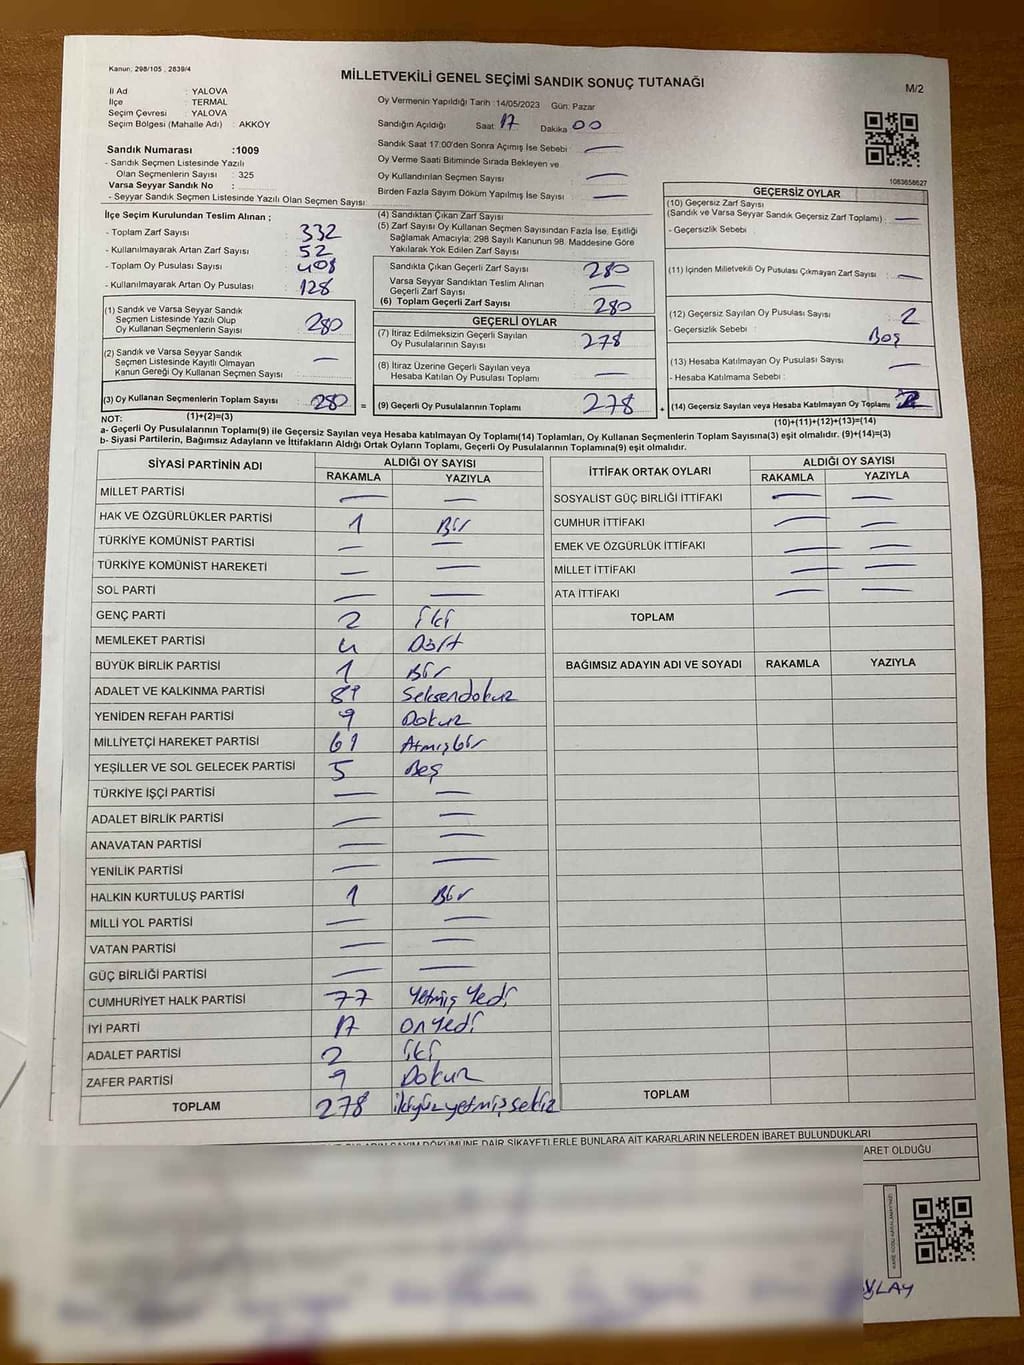 Kanun; 298/105 , 2839/4
MİLLETVEKİLİ GENEL SEÇİMİ SANDIK SONUÇ TUTANAĞI
M/2
İl Ad : YALOVA
İlçe : TERMAL
Seçim Çevresi : YALOVA
Seçim Bölgesi (Mahalle Adı) : AKKÖY
Oy Vermenin Yapıldığı Tarih :14/05/2023 Gün: Pazar
Sandığın Açıldığı Saat 17 Dakika 00
Sandık Saat 17.00'den Sonra Açımış İse Sebebi : —
Oy Verme Saati Bitiminde Sırada Bekleyen ve
Oy Kullandırılan Seçmen Sayısı : —
Birden Fazla Sayım Döküm Yapılmış İse Sayısı : —
Sandık Numarası :1009
- Sandık Seçmen Listesinde Yazılı
Olan Seçmenlerin Sayısı : 325
Varsa Seyyar Sandık No :
- Seyyar Sandık Seçmen Listesinde Yazılı Olan Seçmen Sayısı :
1083658627
İlçe Seçim Kurulundan Teslim Alınan ;
- Toplam Zarf Sayısı : 332
- Kullanılmayarak Artan Zarf Sayısı : 52
- Toplam Oy Pusulası Sayısı : 408
- Kullanılmayarak Artan Oy Pusulası : 128
(1) Sandık ve Varsa Seyyar Sandık
Seçmen Listesinde Yazılı Olup
Oy Kullanan Seçmenlerin Sayısı : 280
(2) Sandık ve Varsa Seyyar Sandık
Seçmen Listesinde Kayıtlı Olmayan
Kanun Gereği Oy Kullanan Seçmen Sayısı : —
(3) Oy Kullanan Seçmenlerin Toplam Sayısı : 280 =
(1)+(2)=(3)
(4) Sandıktan Çıkan Zarf Sayısı :
(5) Zarf Sayısı Oy Kullanan Seçmen Sayısından Fazla İse, Eşitliği
Sağlamak Amacıyla; 298 Sayılı Kanunun 98. Maddesine Göre
Yakılarak Yok Edilen Zarf Sayısı :
Sandıkta Çıkan Geçerli Zarf Sayısı : 280
Varsa Seyyar Sandıktan Teslim Alınan
Geçerli Zarf Sayısı : —
(6) Toplam Geçerli Zarf Sayısı : 280
GEÇERLİ OYLAR
(7) İtiraz Edilmeksizin Geçerli Sayılan
Oy Pusulalarının Sayısı : 278
(8) İtiraz Üzerine Geçerli Sayılan veya
Hesaba Katılan Oy Pusulası Toplamı : —
(9) Geçerli Oy Pusulalarının Toplamı : 278 +
GEÇERSİZ OYLAR
(10) Geçersiz Zarf Sayısı
(Sandık ve Varsa Seyyar Sandık Geçersiz Zarf Toplamı) : —
- Geçersizlik Sebebi :
(11) İçinden Milletvekili Oy Pusulası Çıkmayan Zarf Sayısı : —
(12) Geçersiz Sayılan Oy Pusulası Sayısı : 2
- Geçersizlik Sebebi : Boş
(13) Hesaba Katılmayan Oy Pusulası Sayısı : —
- Hesaba Katılmama Sebebi :
(14) Geçersiz Sayılan veya Hesaba Katılmayan Oy Toplamı : 2
(10)+(11)+(12)+(13)=(14)
NOT:
a- Geçerli Oy Pusulalarının Toplamı(9) ile Geçersiz Sayılan veya Hesaba katılmayan Oy Toplamı(14) Toplamları, Oy Kullanan Seçmenlerin Toplam Sayısına(3) eşit olmalıdır. (9)+(14)=(3)
b- Siyasi Partilerin, Bağımsız Adayların ve İttifakların Aldığı Ortak Oyların Toplamı, Geçerli Oy Pusulalarının Toplamına(9) eşit olmalıdır.
SİYASİ PARTİNİN ADI ALDIĞI OY SAYISI
RAKAMLA YAZIYLA
MİLLET PARTİSİ — —
HAK VE ÖZGÜRLÜKLER PARTİSİ 1 Bir
TÜRKİYE KOMÜNİST PARTİSİ — —
TÜRKİYE KOMÜNİST HAREKETİ — —
SOL PARTİ — —
GENÇ PARTİ 2 İki
MEMLEKET PARTİSİ 4 Dört
BÜYÜK BİRLİK PARTİSİ 1 Bir
ADALET VE KALKINMA PARTİSİ 89 Seksendokuz
YENİDEN REFAH PARTİSİ 9 Dokuz
MİLLİYETÇİ HAREKET PARTİSİ 61 Atmışbir
YEŞİLLER VE SOL GELECEK PARTİSİ 5 Beş
TÜRKİYE İŞÇİ PARTİSİ — —
ADALET BİRLİK PARTİSİ — —
ANAVATAN PARTİSİ — —
YENİLİK PARTİSİ — —
HALKIN KURTULUŞ PARTİSİ 1 Bir
MİLLİ YOL PARTİSİ — —
VATAN PARTİSİ — —
GÜÇ BİRLİĞİ PARTİSİ — —
CUMHURİYET HALK PARTİSİ 77 Yetmiş Yedi
İYİ PARTİ 17 on Yedi
ADALET PARTİSİ 2 İki
ZAFER PARTİSİ 9 Dokuz
TOPLAM 278 ikiyüzyetmişsekiz
İTTİFAK ORTAK OYLARI ALDIĞI OY SAYISI
RAKAMLA YAZIYLA
SOSYALİST GÜÇ BİRLİĞİ İTTİFAKI — —
CUMHUR İTTİFAKI — —
EMEK VE ÖZGÜRLÜK İTTİFAKI — —
MİLLET İTTİFAKI — —
ATA İTTİFAKI — —
TOPLAM
BAĞIMSIZ ADAYIN ADI VE SOYADI RAKAMLA YAZIYLA
TOPLAM
SAYIM DÖKÜMÜNE DAİR ŞİKAYETLERLE BUNLARA AİT KARARLARIN NELERDEN İBARET BULUNDUKLARI
ARET OLDUĞU